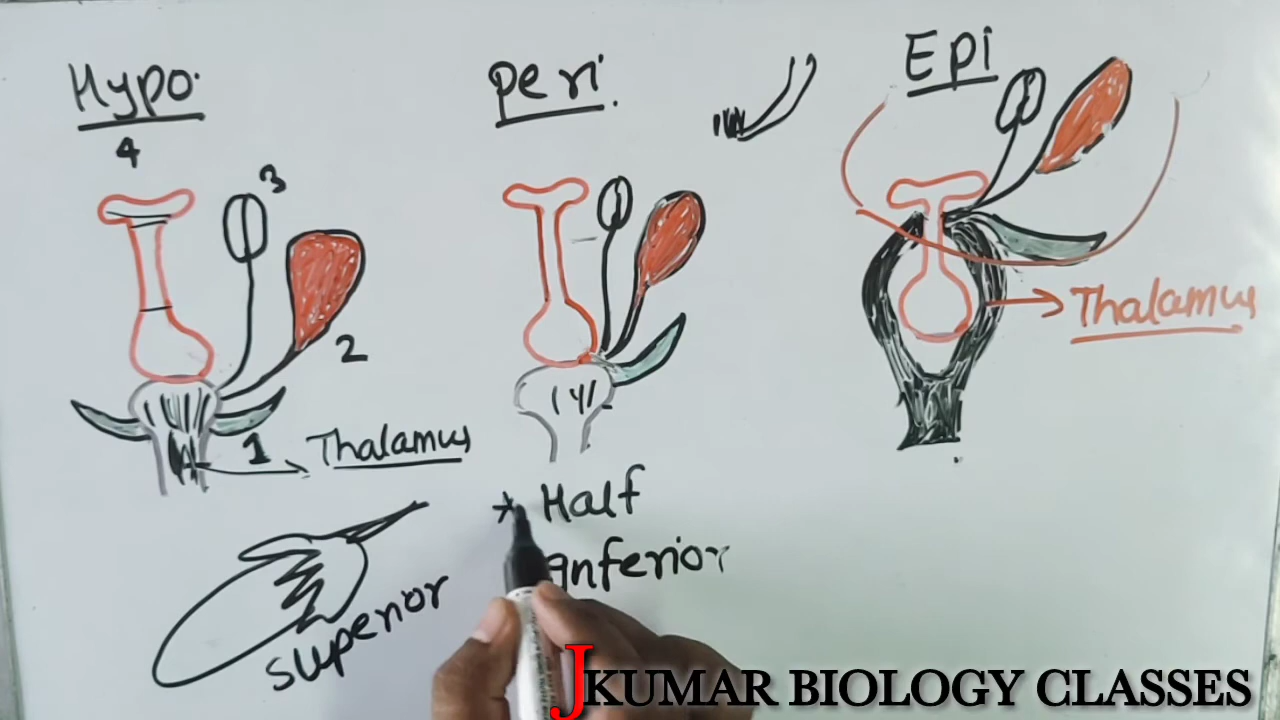 Hypo.
Peri.
Epi
4
3
2
1
Thalamus
Thalamus
superior
* Half
inferior
JKUMAR BIOLOGY CLASSES